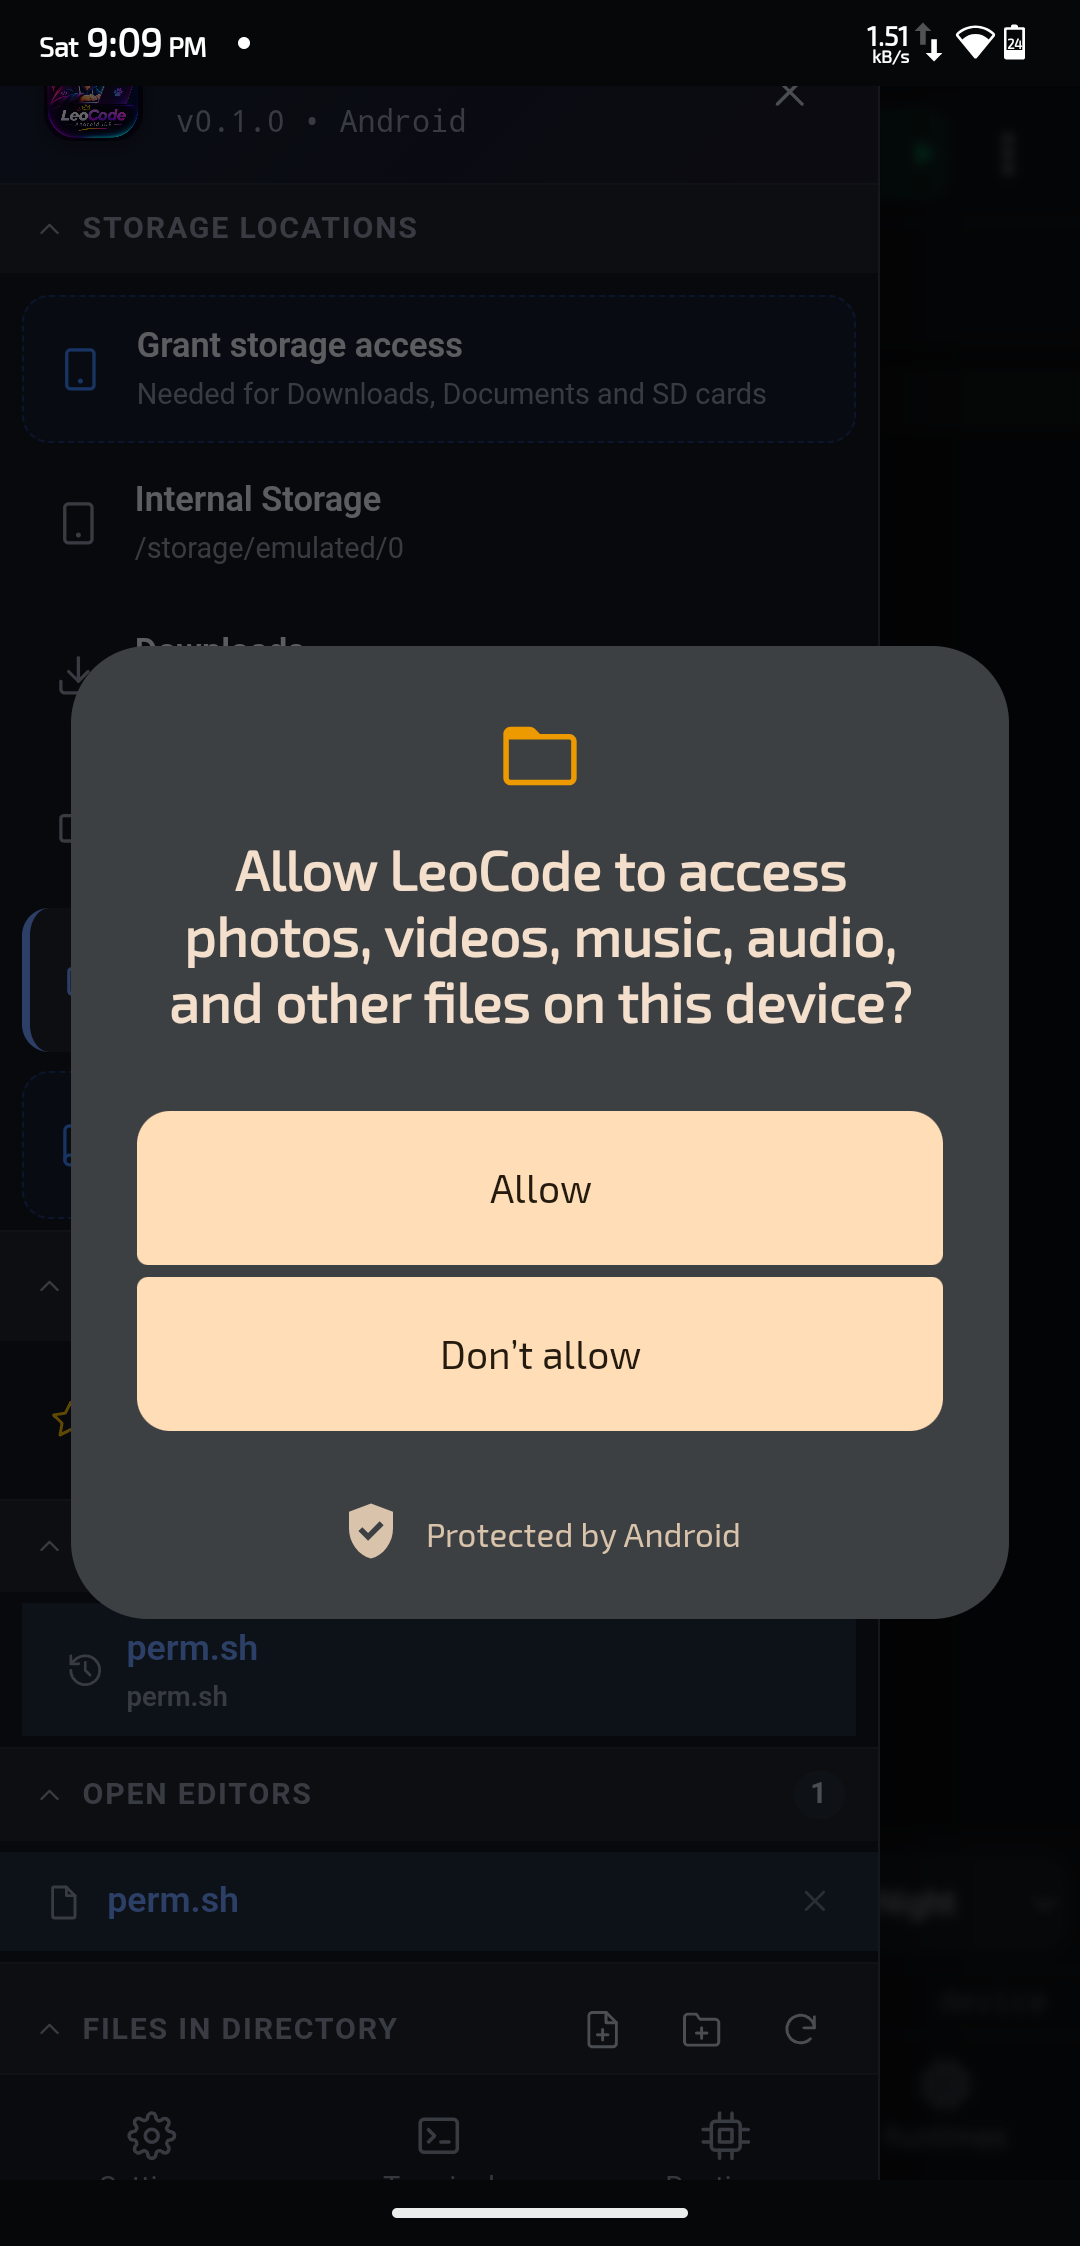 Sat 9:09 PM
1.51
kB/s
24
LeoCode
v0.1.0 • Android
STORAGE LOCATIONS
Grant storage access
Needed for Downloads, Documents and SD cards
Internal Storage
/storage/emulated/0
Downloads
Allow LeoCode to access
photos, videos, music, audio,
and other files on this device?
Allow
Don't allow
Protected by Android
perm.sh
perm.sh
OPEN EDITORS
1
perm.sh
FILES IN DIRECTORY